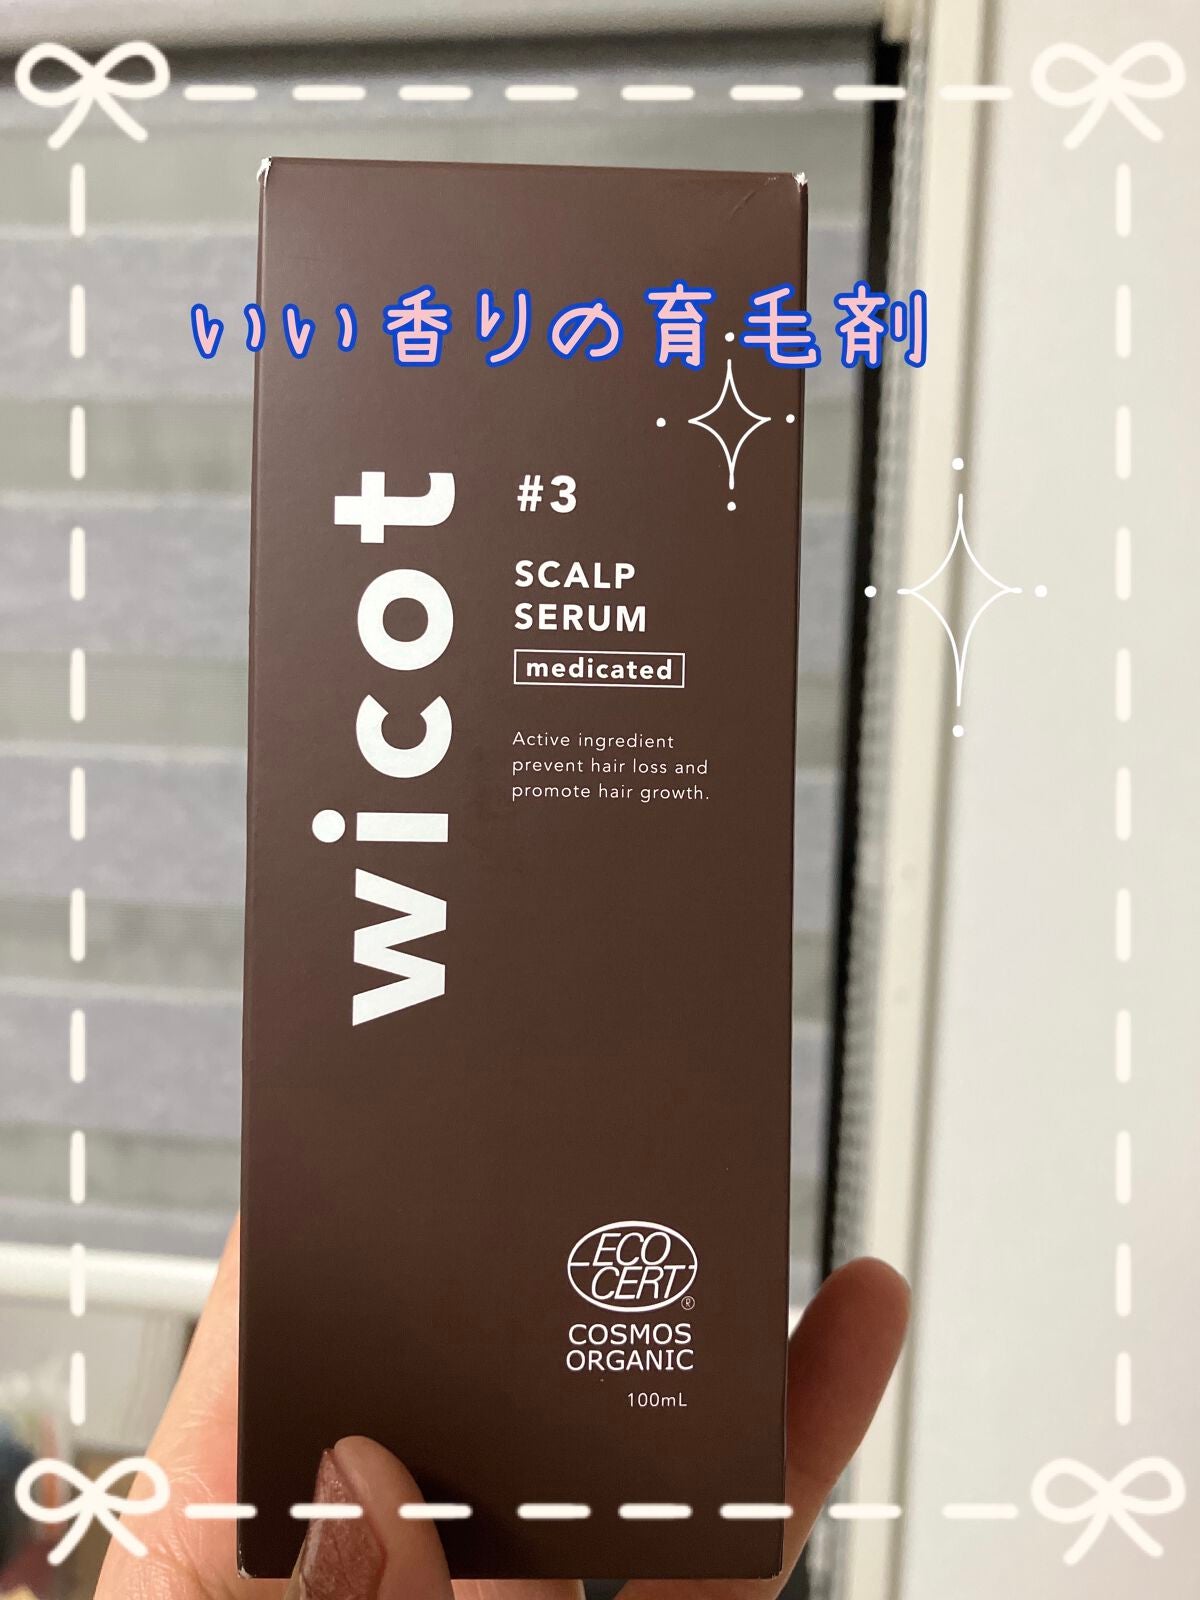 いい香りの育毛剤
wicot
#3
SCALP
SERUM
medicated
Active ingredient
prevent hair loss and
promote hair growth.
ECO
CERT
®
COSMOS
ORGANIC
100mL